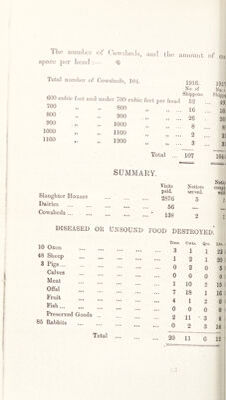 The number of Cowsheds, and the amount of
space per head :—
Total number of Cowsheds, 104.
1916.
No. of
Shippons
600 cubic feet and under 700 cubic feet per head
700 „ „ 800 „ „ ... 16
800 „ „ 900 „ „ ... 26
900 „ „ 1000 „ „ ... 8
1000 „ „ 1100 „ „ ... 2
1100 „ „ 1200 „ „ ... 3
Total ... 107 104
SUMMARY.
Visits paid. Notices served.
Slaughter Houses ... 2876 5
Dairies ... 56 —
Cowsheds ... 138 2
DISEASED OR UNSOUND FOOD DESTROYED.
Tons Cwts. Qrs. Lbs.
10 Oxen ... 3 1 1
48 Sheep ... 1 2 1 20
3 Pigs ... 0 2 0 5
Calves ... 0 0 0 0
Meat ... 1 10 2 15
Offal ... 7 18 1 16
Fruit ... 4 1 2 0
Fish ... 0 0 0 0
Preserved Goods ... 2 11 3 8
85 Rabbits ... 0 2 3
Total ... 20 11 0 12